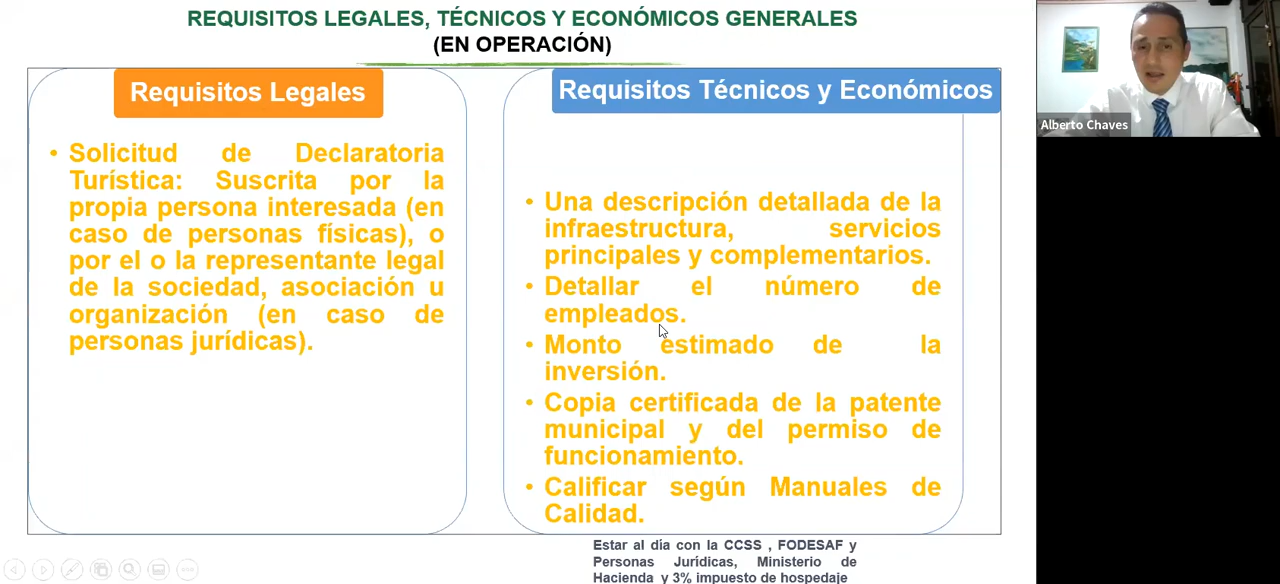 REQUISITOS LEGALES, TÉCNICOS Y ECONÓMICOS GENERALES
(EN OPERACIÓN)
Requisitos Legales
• Solicitud de Declaratoria
Turística: Suscrita por la
propia persona interesada (en
caso de personas físicas), o
por el o la representante legal
de la sociedad, asociación u
organización (en caso de
personas jurídicas).
Requisitos Técnicos y Económicos
• Una descripción detallada de la
infraestructura, servicios
principales y complementarios.
• Detallar el número de
empleados.
• Monto estimado de la
inversión.
• Copia certificada de la patente
municipal y del permiso de
funcionamiento.
• Calificar según Manuales de
Calidad.
Estar al día con la CCSS , FODESAF y
Personas Jurídicas, Ministerio de
Hacienda y 3% impuesto de hospedaje
Alberto Chaves